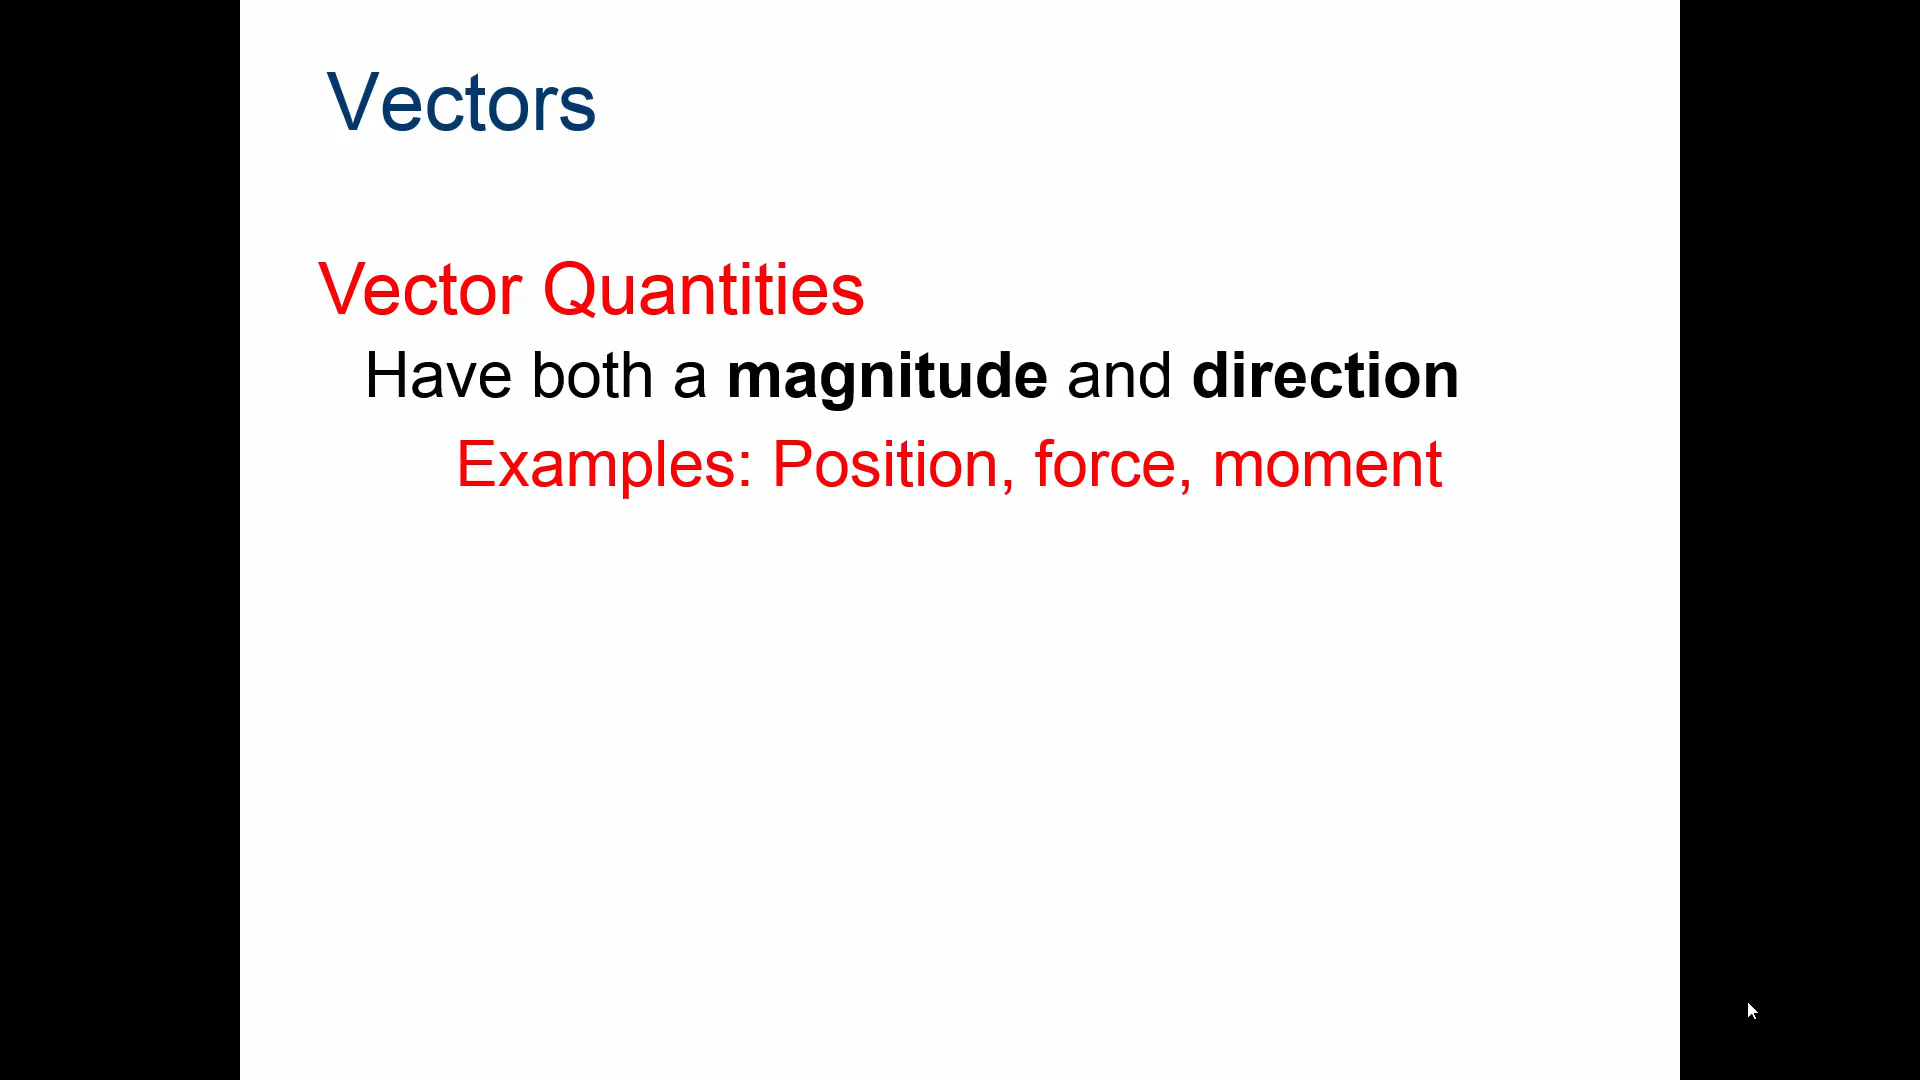 Vectors
Vector Quantities
Have both a magnitude and direction
Examples: Position, force, moment